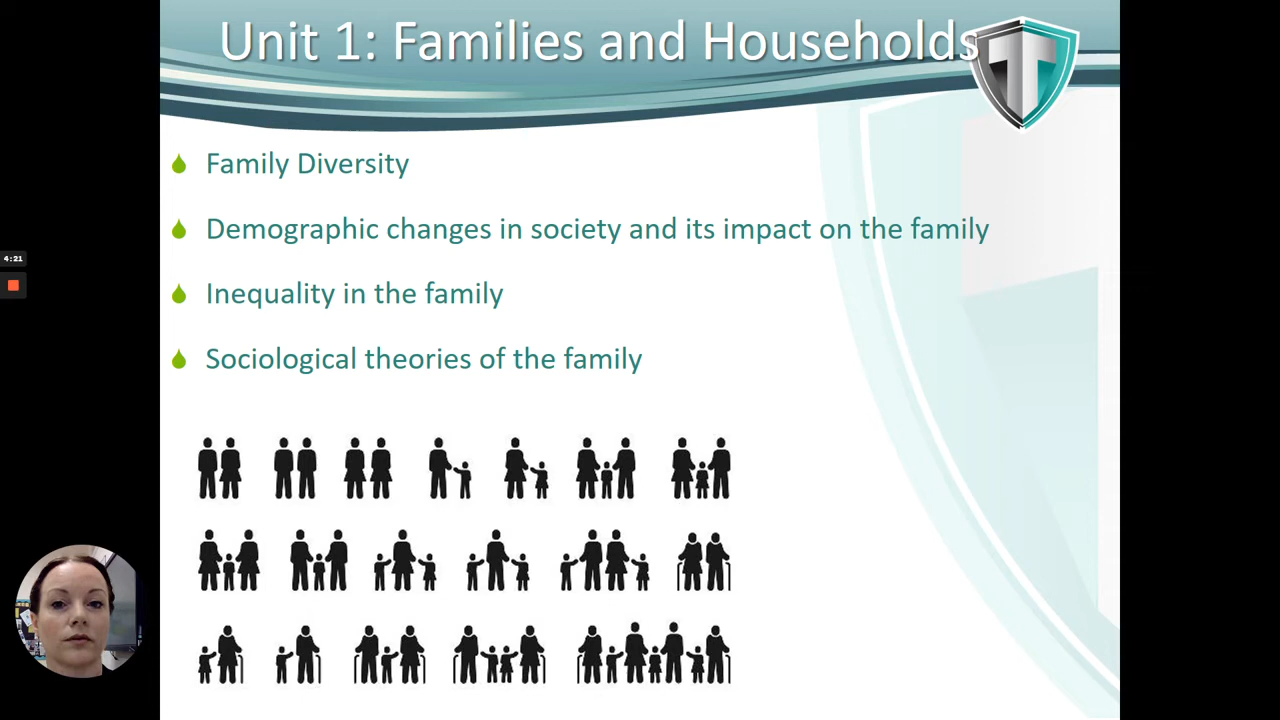 Unit 1: Families and Households
Family Diversity
Demographic changes in society and its impact on the family
4:21
Inequality in the family
Sociological theories of the family